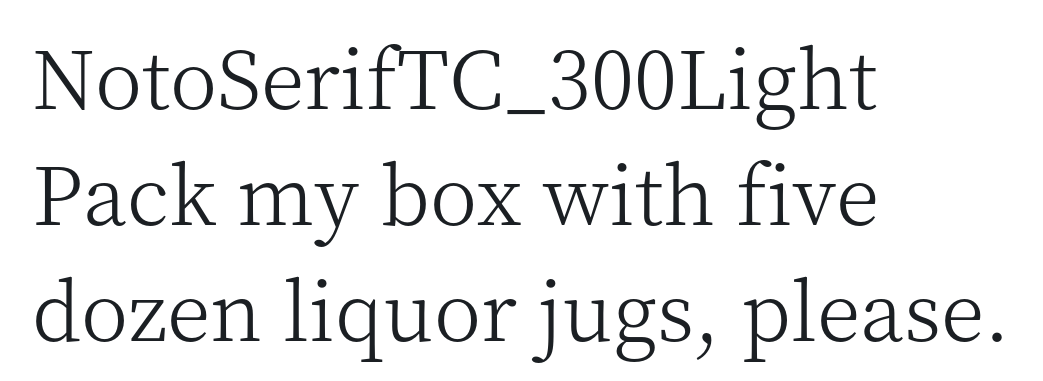 NotoSerifTC_300Light
Pack my box with five
dozen liquor jugs, please.